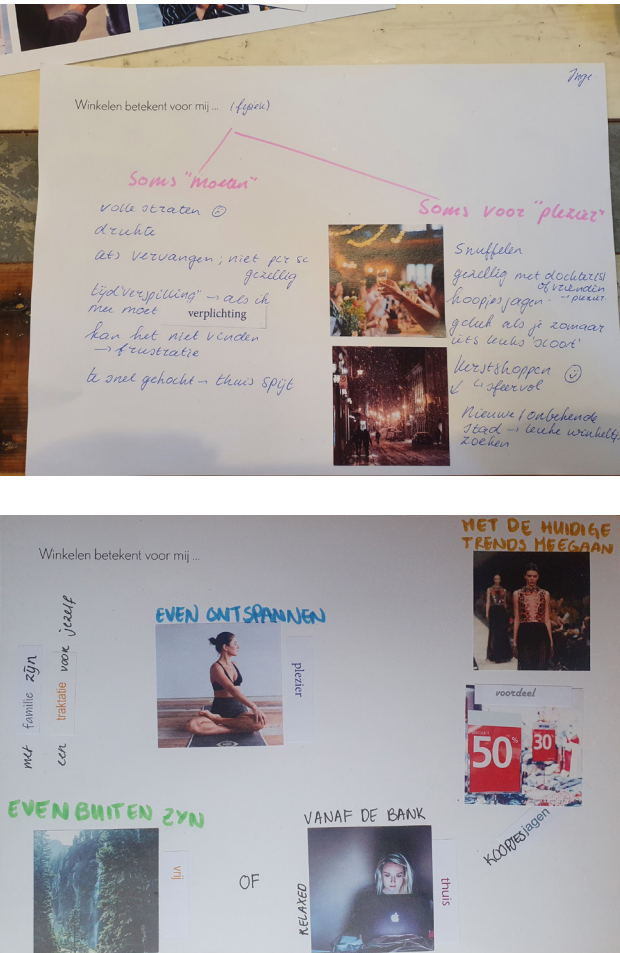 Inge
Winkelen betekent voor mij ... (fysiek)
Soms "moeten"
volle straten
drukte
iets vervangen; niet per se
gezellig
tijdverspilling" → als ik
mee moet verplichting
kan het niet vinden
→ frustratie
te snel gekocht → thuis spijt
Soms voor "plezier"
Snuffelen
gezellig met dochter(s)
of vriendin
koopjesjagen → plezier
geluk als je zomaar
iets leuks 'scoort'
Kerstshoppen
↳ sfeervol
Nieuwe/onbekende
stad → leuke winkeltjes
zoeken
Winkelen betekent voor mij ...
MET DE HUIDIGE
TRENDS MEEGAAN
EVEN ONTSPANNEN
plezier
met familie zijn
een traktatie voor jezelf
voordeel
50
30
KOOPJESjagen
EVEN BUITEN ZYN
vrij
OF
VANAF DE BANK
RELAXED
thuis